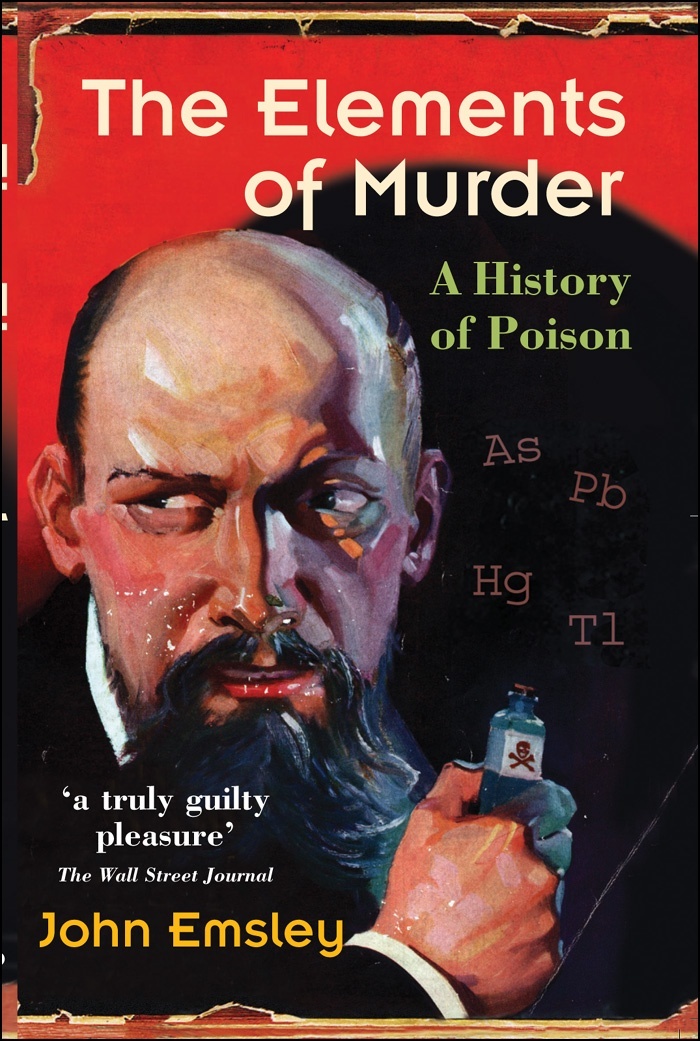 The Elements
of Murder
A History
of Poison
As
Pb
Hg
Tl
‘a truly guilty
pleasure’
The Wall Street Journal
John Emsley